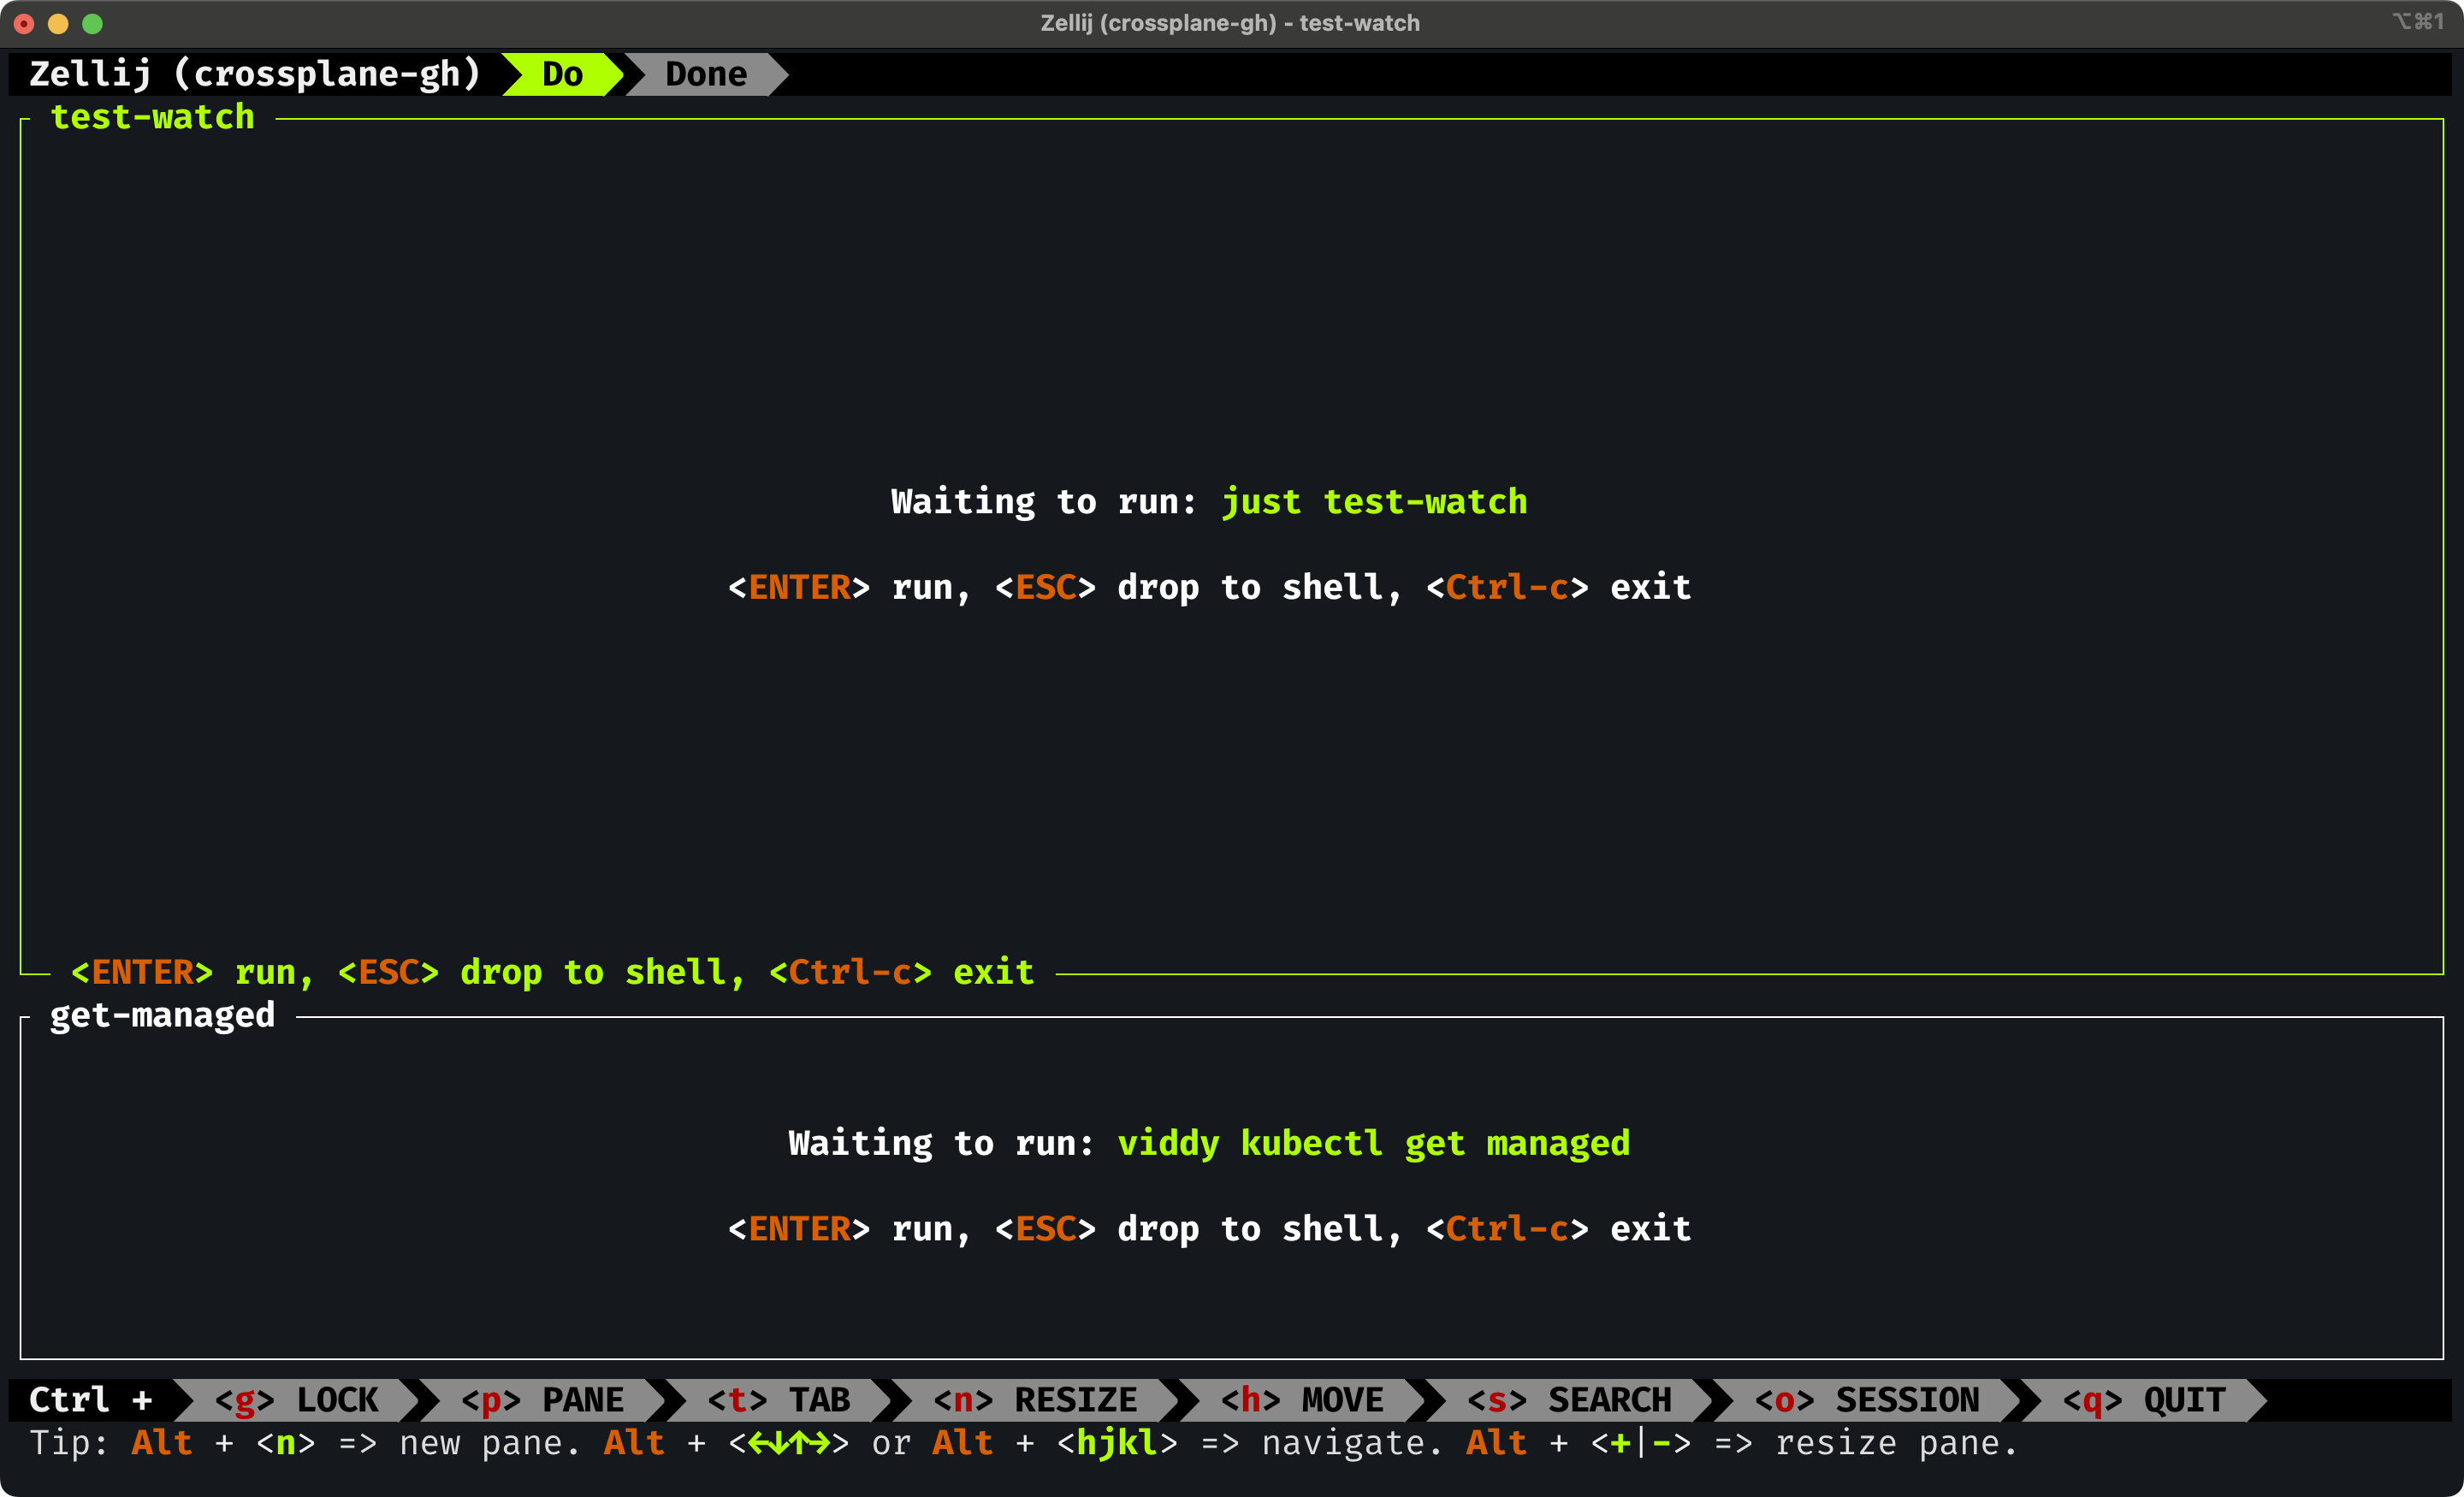 Zellij (crossplane-gh) - test-watch ⌥⌘1
Zellij (crossplane-gh) Do Done
test-watch
Waiting to run: just test-watch
<ENTER> run, <ESC> drop to shell, <Ctrl-c> exit
<ENTER> run, <ESC> drop to shell, <Ctrl-c> exit
get-managed
Waiting to run: viddy kubectl get managed
<ENTER> run, <ESC> drop to shell, <Ctrl-c> exit
Ctrl + <g> LOCK <p> PANE <t> TAB <n> RESIZE <h> MOVE <s> SEARCH <o> SESSION <q> QUIT
Tip: Alt + <n> => new pane. Alt + <←↓↑→> or Alt + <hjkl> => navigate. Alt + <+|-> => resize pane.